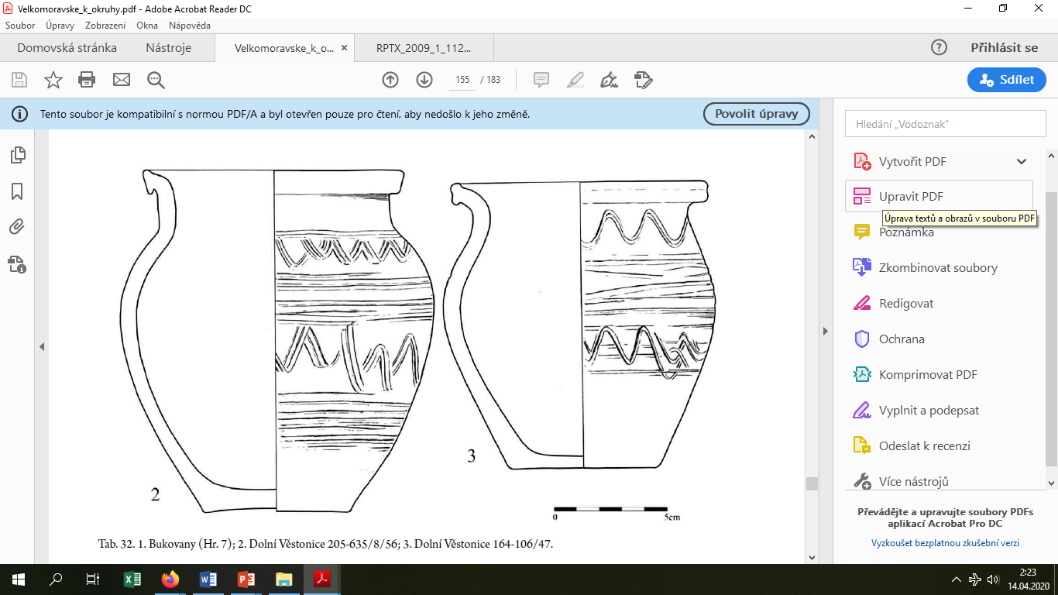 Velkomoravske_k_okruhy.pdf - Adobe Acrobat Reader DC
Soubor Úpravy Zobrazení Okna Nápověda
Domovská stránka Nástroje Velkomoravske_k_o... × RPTX_2009_1_112... Přihlásit se
155 / 183 Sdílet
Tento soubor je kompatibilní s normou PDF/A a byl otevřen pouze pro čtení, aby nedošlo k jeho změně. Povolit úpravy
Hledání „Vodoznak"
Vytvořit PDF
Upravit PDF
Úprava textů a obrazů v souboru PDF
Poznámka
Zkombinovat soubory
Redigovat
Ochrana
Komprimovat PDF
Vyplnit a podepsat
Odeslat k recenzi
Více nástrojů
Převádějte a upravujte soubory PDFs
aplikací Acrobat Pro DC
Vyzkoušet bezplatnou zkušební verzi
2
3
0 5cm
Tab. 32. 1. Bukovany (Hr. 7); 2. Dolní Věstonice 205-635/8/56; 3. Dolní Věstonice 164-106/47.
2:23
14.04.2020